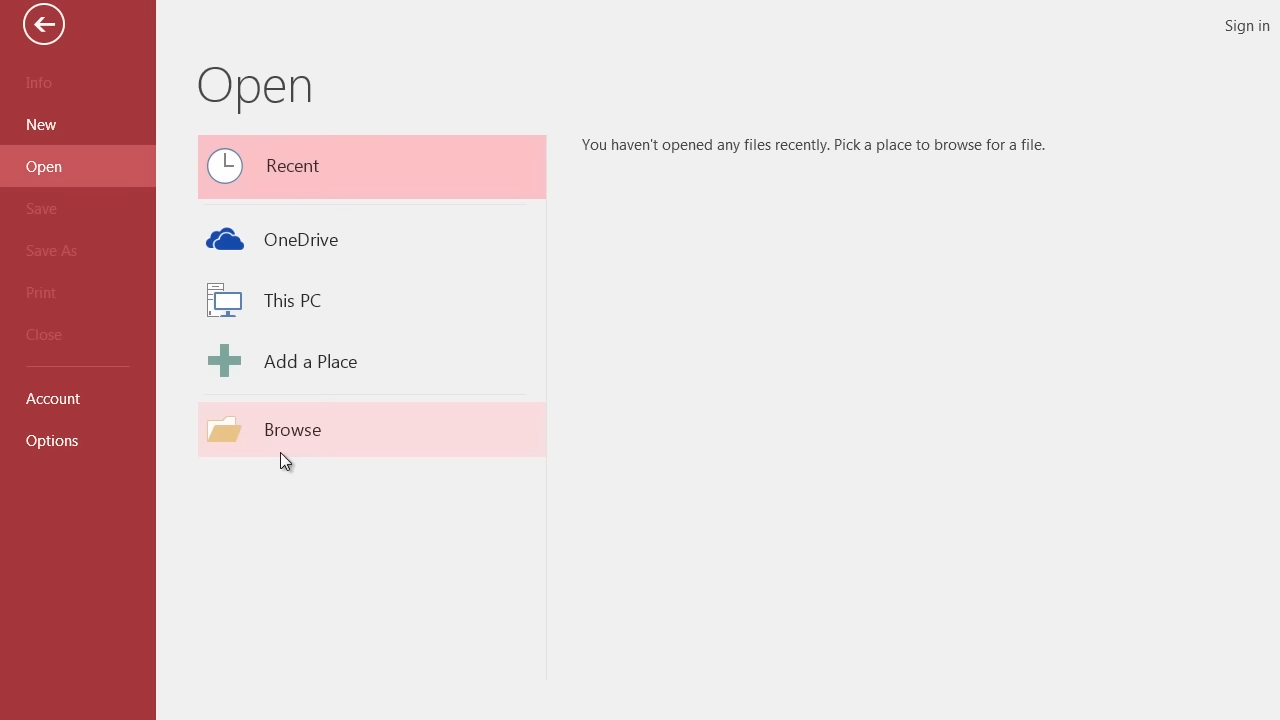 Sign in
Info
New
Open
Save
Save As
Print
Close
Account
Options
Open
Recent
OneDrive
This PC
Add a Place
Browse
You haven't opened any files recently. Pick a place to browse for a file.